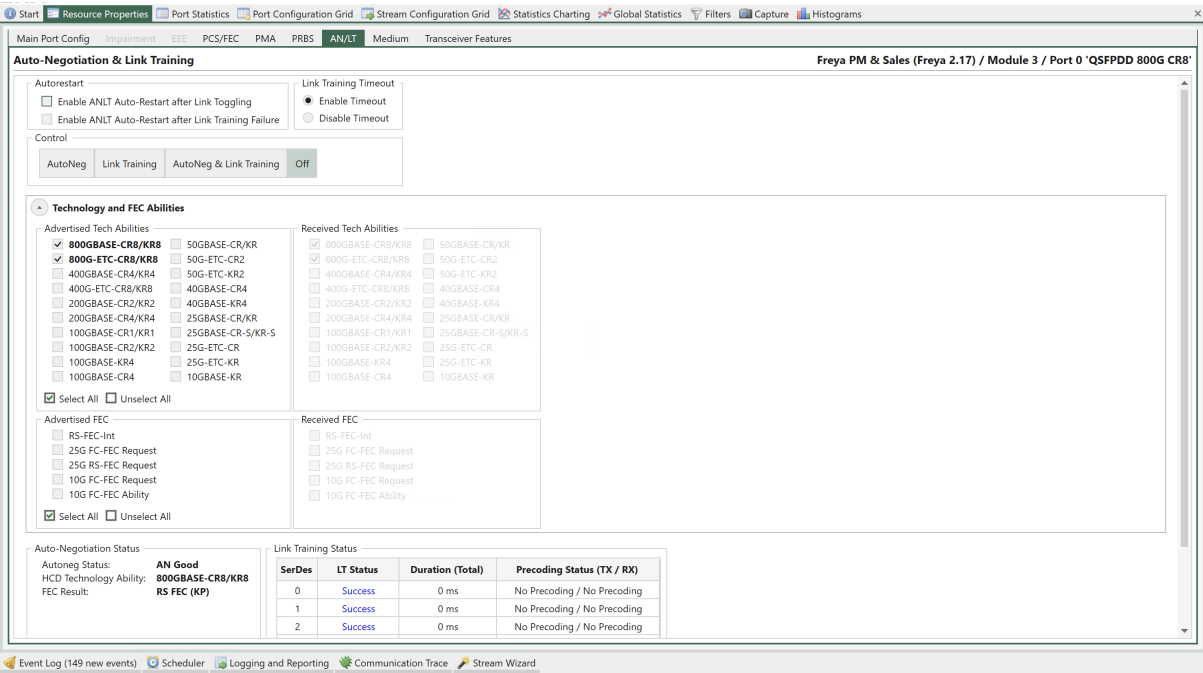 Start Resource Properties Port Statistics Port Configuration Grid Stream Configuration Grid Statistics Charting Global Statistics Filters Capture Histograms
Main Port Config Impairment EEE PCS/FEC PMA PRBS AN/LT Medium Transceiver Features
Auto-Negotiation & Link Training Freya PM & Sales (Freya 2.17) / Module 3 / Port 0 'QSFPDD 800G CR8'
Autorestart Link Training Timeout
Enable ANLT Auto-Restart after Link Toggling Enable Timeout
Enable ANLT Auto-Restart after Link Training Failure Disable Timeout
Control
AutoNeg Link Training AutoNeg & Link Training Off
Technology and FEC Abilities
Advertised Tech Abilities Received Tech Abilities
800GBASE-CR8/KR8 50GBASE-CR/KR 800GBASE-CR8/KR8 50GBASE-CR/KR
800G-ETC-CR8/KR8 50G-ETC-CR2 800G-ETC-CR8/KR8 50G-ETC-CR2
400GBASE-CR4/KR4 50G-ETC-KR2 400GBASE-CR4/KR4 50G-ETC-KR2
400G-ETC-CR8/KR8 40GBASE-CR4 400G-ETC-CR8/KR8 40GBASE-CR4
200GBASE-CR2/KR2 40GBASE-KR4 200GBASE-CR2/KR2 40GBASE-KR4
200GBASE-CR4/KR4 25GBASE-CR/KR 200GBASE-CR4/KR4 25GBASE-CR/KR
100GBASE-CR1/KR1 25GBASE-CR-S/KR-S 100GBASE-CR1/KR1 25GBASE-CR-S/KR-S
100GBASE-CR2/KR2 25G-ETC-CR 100GBASE-CR2/KR2 25G-ETC-CR
100GBASE-KR4 25G-ETC-KR 100GBASE-KR4 25G-ETC-KR
100GBASE-CR4 10GBASE-KR 100GBASE-CR4 10GBASE-KR
Select All Unselect All
Advertised FEC Received FEC
RS-FEC-Int RS-FEC-Int
25G FC-FEC Request 25G FC-FEC Request
25G RS-FEC Request 25G RS-FEC Request
10G FC-FEC Request 10G FC-FEC Request
10G FC-FEC Ability 10G FC-FEC Ability
Select All Unselect All
Auto-Negotiation Status Link Training Status
Autoneg Status: AN Good
HCD Technology Ability: 800GBASE-CR8/KR8
FEC Result: RS FEC (KP)
SerDes LT Status Duration (Total) Precoding Status (TX / RX)
0 Success 0 ms No Precoding / No Precoding
1 Success 0 ms No Precoding / No Precoding
2 Success 0 ms No Precoding / No Precoding
Event Log (149 new events) Scheduler Logging and Reporting Communication Trace Stream Wizard